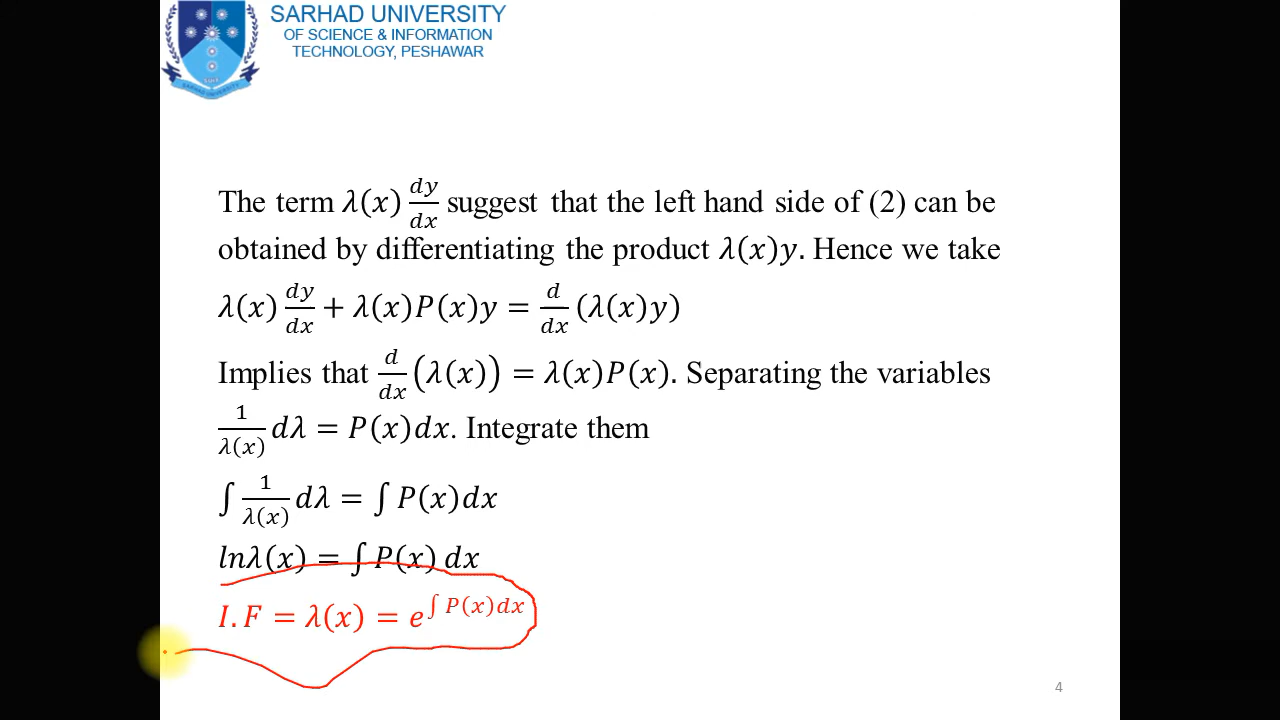 SARHAD UNIVERSITY
OF SCIENCE & INFORMATION
TECHNOLOGY, PESHAWAR
The term λ(x) dy/dx suggest that the left hand side of (2) can be
obtained by differentiating the product λ(x)y. Hence we take
λ(x) dy/dx + λ(x)P(x)y = d/dx (λ(x)y)
Implies that d/dx (λ(x)) = λ(x)P(x). Separating the variables
1/λ(x) dλ = P(x)dx. Integrate them
∫ 1/λ(x) dλ = ∫ P(x)dx
lnλ(x) = ∫ P(x) dx
I.F = λ(x) = e^∫ P(x)dx
4